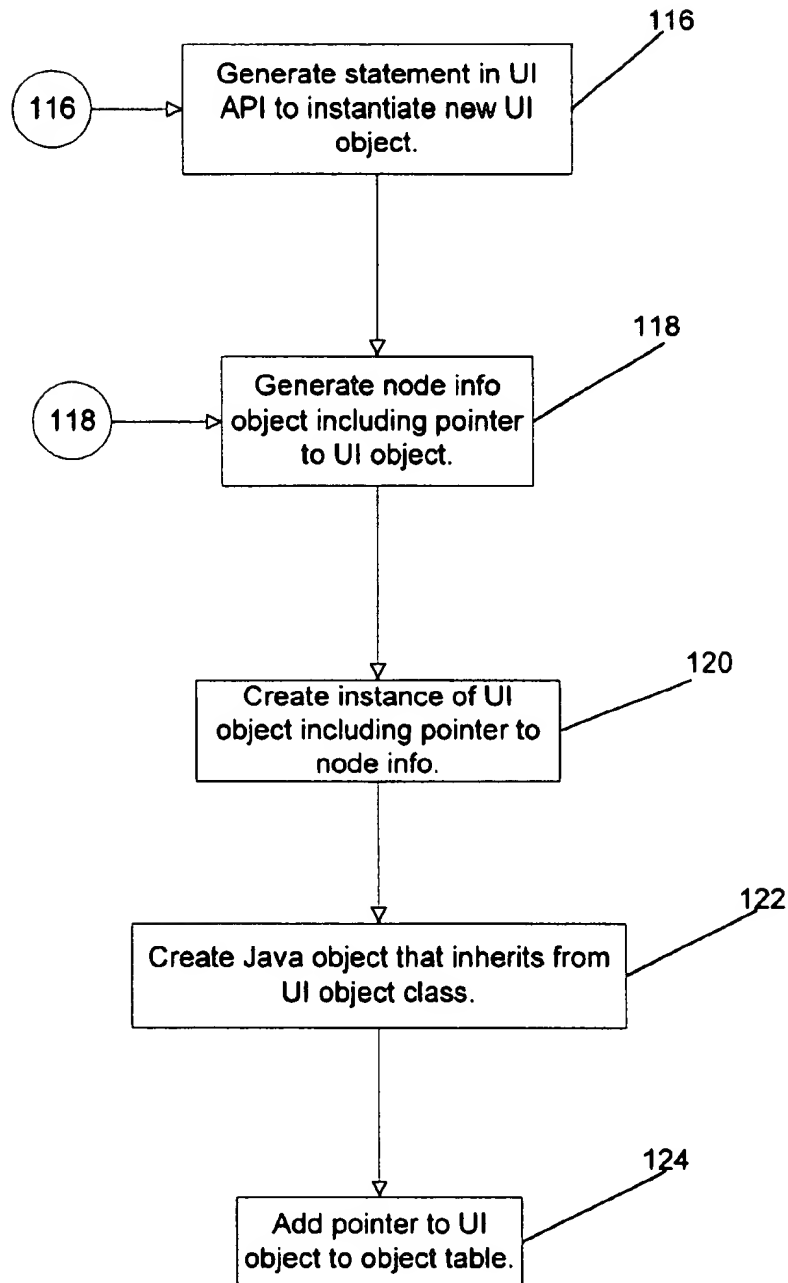 116
116
Generate statement in UI
API to instantiate new UI
object.
118
118
Generate node info
object including pointer
to UI object.
120
Create instance of UI
object including pointer to
node info.
122
Create Java object that inherits from
UI object class.
124
Add pointer to UI
object to object table.